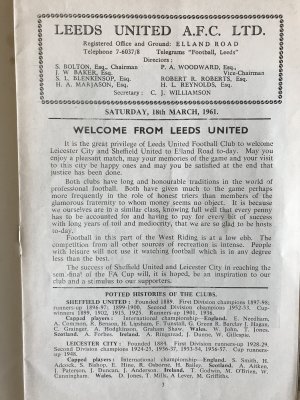 LEEDS UNITED A.F.C. LTD.
Registered Office and Ground: ELLAND ROAD
Telephone 7-6037/8 Telegrams "Football, Leeds"
Directors:
S. BOLTON, Esq., Chairman P. A. WOODWARD, Esq.,
J. W. BAKER, Esq. Vice-Chairman
S. L. BLENKINSOP, Esq. ROBERT R. ROBERTS, Esq.
H. A. MARJASON, Esq. H. L. REYNOLDS, Esq.
Secretary: C. J. WILLIAMSON
SATURDAY, 18th MARCH, 1961.
WELCOME FROM LEEDS UNITED
It is the great privilege of Leeds United Football Club to welcome
Leicester City and Sheffield United to Elland Road to-day. May you
enjoy a pleasant match, may your memories of the game and your visit
to this city be happy ones and may you be satisfied at the end that
justice has been done.
Both clubs have long and honourable traditions in the world of
professional football. Both have given much to the game perhaps
more frequently in the role of honest triers than members of the
glamorous fraternity to whom money seems no object. It is because
we ourselves are in a similar class, knowing full well that every penny
has to be accounted for and having to pay for every bit of success
with long years of toil and mediocrity, that we are so glad to be hosts
to-day.
Football in this part of the West Riding is at a low ebb. The
competition from all other sources of recreation is intense. People
with leisure will not use it watching football which is in any degree
less than the best.
The success of Sheffield United and Leicester City in reaching the
semi-final of the FA Cup will, it is hoped, be an inspiration to our
club and a stimulus to our supporters.
POTTED HISTORIES OF THE CLUBS.
SHEFFIELD UNITED: Founded 1889. First Division champions 1897-98;
runners-up 1896-97, 1899-1900. Second Division champions 1952-53. Cup-
winners 1899, 1902, 1915, 1925. Runners-up 1901, 1936.
Capped players: International championship—England. E. Needham,
A. Common, R. Benson, H. Lipsham, F. Tunstall, G. Green, R. Barclay, J. Hagan,
C. Grainger, A. Hodgkinson, Graham Shaw. Wales. W. John, T. Jones.
Scotland. A. Forbes. Ireland. J. Dunne, W. Gillespie.
LEICESTER CITY: Founded 1884. First Division runners-up 1928-29.
Second Division champions 1924-25, 1936-37, 1953-54, 1956-57. Cup runners-
up 1949.
Capped players: International championship—England. S. Smith, H.
Adcock, S. Bishop, E. Hine, R. Osborne, H. Bailey. Scotland. A. Aitken,
J. Paterson, J. Duncan, J. Anderson. Ireland. T. Godwin, M. O'Brien, W.
Cunningham. Wales. D. Jones, T. Mills, A. Lever, M. Griffiths.
3